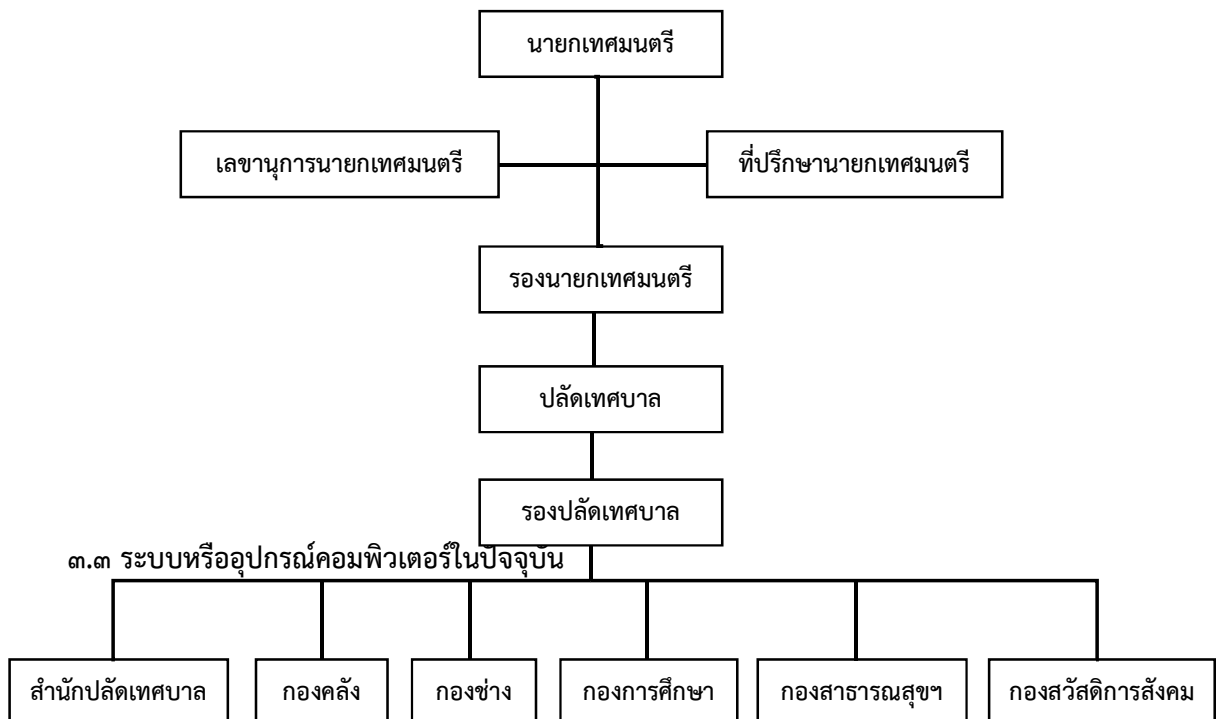 นายกเทศมนตรี
เลขานุการนายกเทศมนตรี
ที่ปรึกษานายกเทศมนตรี
รองนายกเทศมนตรี
ปลัดเทศบาล
รองปลัดเทศบาล
๓.๓ ระบบหรืออุปกรณ์คอมพิวเตอร์ในปัจจุบัน
สำนักปลัดเทศบาล
กองคลัง
กองช่าง
กองการศึกษา
กองสาธารณสุขฯ
กองสวัสดิการสังคม